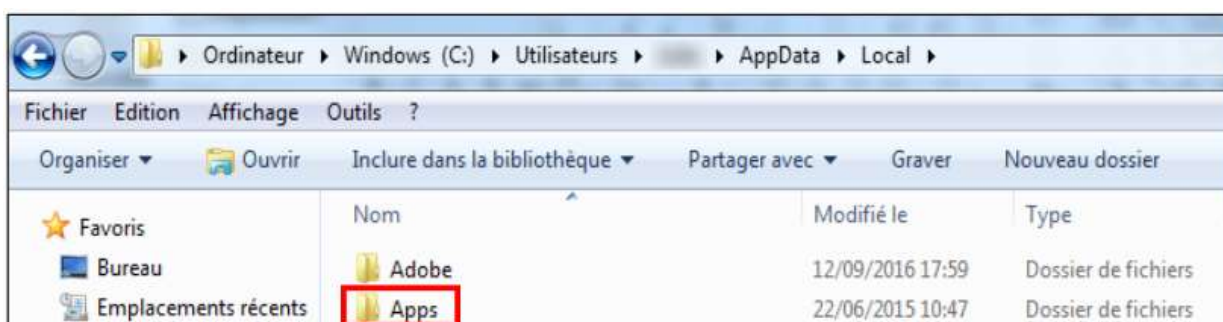 Ordinateur Windows (C:) Utilisateurs AppData Local
Fichier Edition Affichage Outils ?
Organiser Ouvrir Inclure dans la bibliothèque Partager avec Graver Nouveau dossier
Favoris Nom Modifié le Type
Bureau Adobe 12/09/2016 17:59 Dossier de fichiers
Emplacements récents Apps 22/06/2015 10:47 Dossier de fichiers